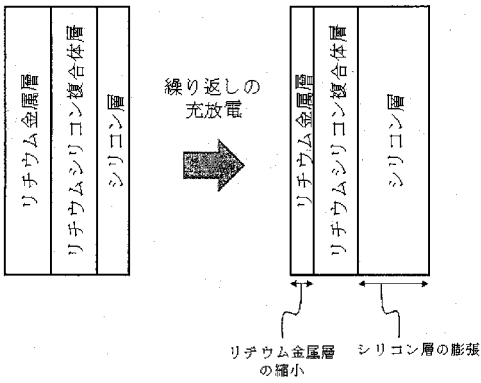 リチウム金属層
リチウムシリコン複合体層
シリコン層
繰り返しの
充放電
リチウム金属層
リチウムシリコン複合体層
シリコン層
リチウム金属層
の縮小
シリコン層の膨張